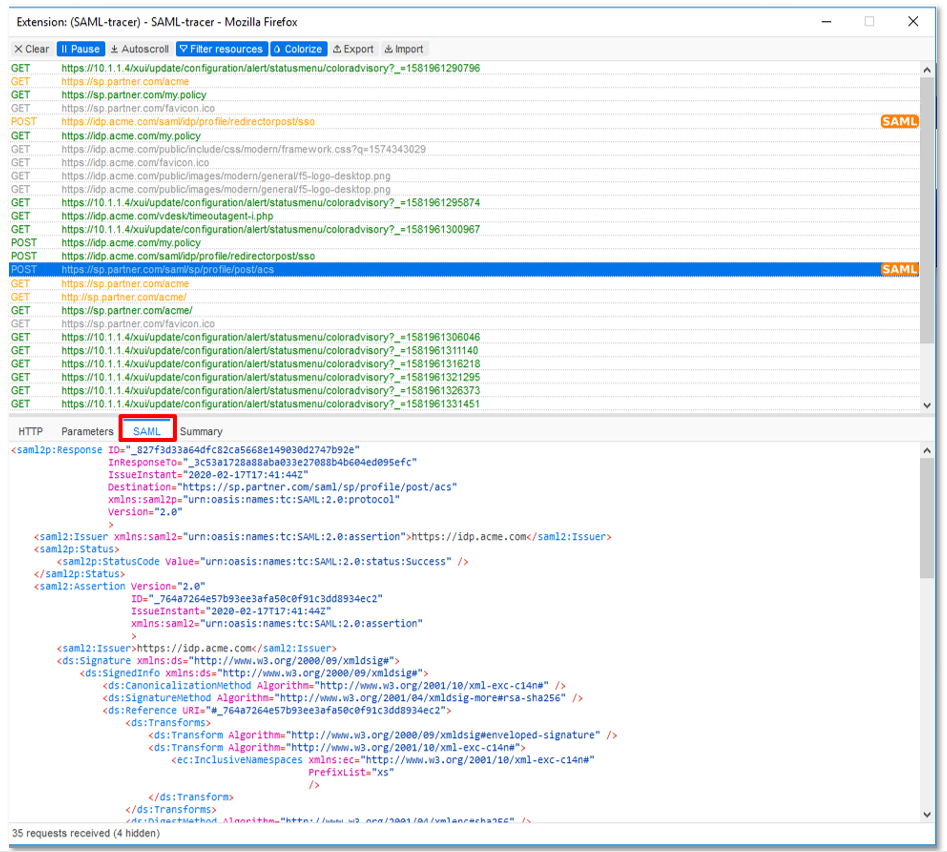 Extension: (SAML-tracer) - SAML-tracer - Mozilla Firefox
Clear Pause Autoscroll Filter resources Colorize Export Import
GET https://10.1.1.4/xui/update/configuration/alert/statusmenu/coloradvisory?_=1581961290796
GET https://sp.partner.com/acme
GET https://sp.partner.com/my.policy
GET https://sp.partner.com/favicon.ico
POST https://idp.acme.com/saml/idp/profile/redirectorpost/sso SAML
GET https://idp.acme.com/my.policy
GET https://idp.acme.com/public/include/css/modern/framework.css?q=1574343029
GET https://idp.acme.com/favicon.ico
GET https://idp.acme.com/public/images/modern/general/f5-logo-desktop.png
GET https://idp.acme.com/public/images/modern/general/f5-logo-desktop.png
GET https://10.1.1.4/xui/update/configuration/alert/statusmenu/coloradvisory?_=1581961295874
GET https://idp.acme.com/vdesk/timeoutagent-i.php
GET https://10.1.1.4/xui/update/configuration/alert/statusmenu/coloradvisory?_=1581961300967
POST https://idp.acme.com/my.policy
POST https://idp.acme.com/saml/idp/profile/redirectorpost/sso
POST https://sp.partner.com/saml/sp/profile/post/acs SAML
GET https://sp.partner.com/acme
GET http://sp.partner.com/acme/
GET https://sp.partner.com/acme/
GET https://sp.partner.com/favicon.ico
GET https://10.1.1.4/xui/update/configuration/alert/statusmenu/coloradvisory?_=1581961306046
GET https://10.1.1.4/xui/update/configuration/alert/statusmenu/coloradvisory?_=1581961311140
GET https://10.1.1.4/xui/update/configuration/alert/statusmenu/coloradvisory?_=1581961316218
GET https://10.1.1.4/xui/update/configuration/alert/statusmenu/coloradvisory?_=1581961321295
GET https://10.1.1.4/xui/update/configuration/alert/statusmenu/coloradvisory?_=1581961326373
GET https://10.1.1.4/xui/update/configuration/alert/statusmenu/coloradvisory?_=1581961331451
HTTP Parameters SAML Summary
<saml2p:Response ID="_827f3d33a64dfc82ca5668e149030d2747b92e"
InResponseTo="_3c53a1728a88aba033e27088b4b604ed095efc"
IssueInstant="2020-02-17T17:41:44Z"
Destination="https://sp.partner.com/saml/sp/profile/post/acs"
xmlns:saml2p="urn:oasis:names:tc:SAML:2.0:protocol"
Version="2.0"
>
<saml2:Issuer xmlns:saml2="urn:oasis:names:tc:SAML:2.0:assertion">https://idp.acme.com</saml2:Issuer>
<saml2p:Status>
<saml2p:StatusCode Value="urn:oasis:names:tc:SAML:2.0:status:Success" />
</saml2p:Status>
<saml2:Assertion Version="2.0"
ID="_764a7264e57b93ee3afa50c0f91c3dd8934ec2"
IssueInstant="2020-02-17T17:41:44Z"
xmlns:saml2="urn:oasis:names:tc:SAML:2.0:assertion"
>
<saml2:Issuer>https://idp.acme.com</saml2:Issuer>
<ds:Signature xmlns:ds="http://www.w3.org/2000/09/xmldsig#">
<ds:SignedInfo xmlns:ds="http://www.w3.org/2000/09/xmldsig#">
<ds:CanonicalizationMethod Algorithm="http://www.w3.org/2001/10/xml-exc-c14n#" />
<ds:SignatureMethod Algorithm="http://www.w3.org/2001/04/xmldsig-more#rsa-sha256" />
<ds:Reference URI="#_764a7264e57b93ee3afa50c0f91c3dd8934ec2">
<ds:Transforms>
<ds:Transform Algorithm="http://www.w3.org/2000/09/xmldsig#enveloped-signature" />
<ds:Transform Algorithm="http://www.w3.org/2001/10/xml-exc-c14n#">
<ec:InclusiveNamespaces xmlns:ec="http://www.w3.org/2001/10/xml-exc-c14n#"
PrefixList="xs"
/>
</ds:Transform>
</ds:Transforms>
<ds:DigestMethod Algorithm="http://www.w3.org/2001/04/xmlenc#sha256" />
35 requests received (4 hidden)